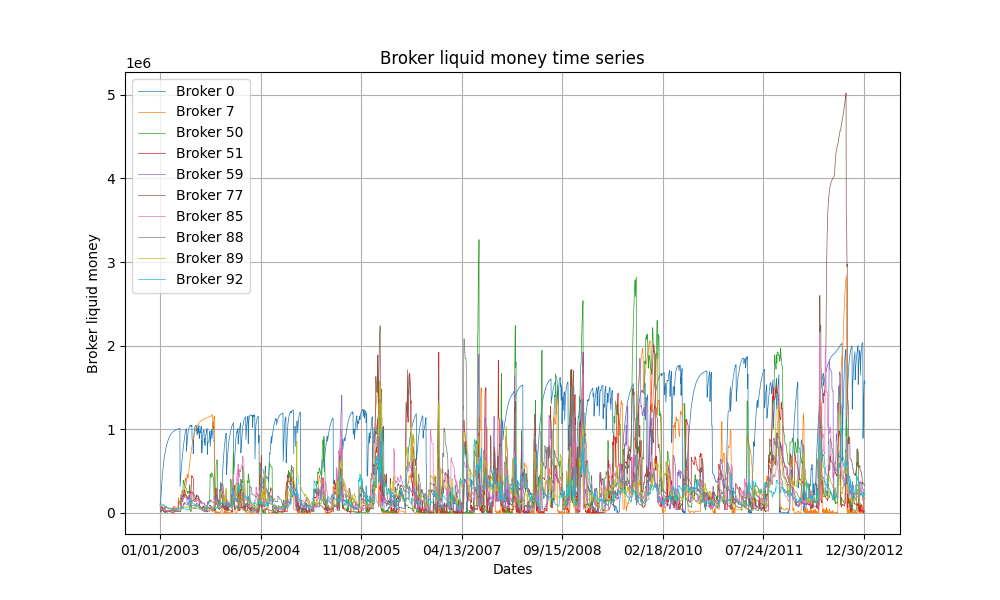 Broker liquid money time series
1e6
5
4
3
2
1
0
Broker liquid money
Broker 0
Broker 7
Broker 50
Broker 51
Broker 59
Broker 77
Broker 85
Broker 88
Broker 89
Broker 92
01/01/2003 06/05/2004 11/08/2005 04/13/2007 09/15/2008 02/18/2010 07/24/2011 12/30/2012
Dates